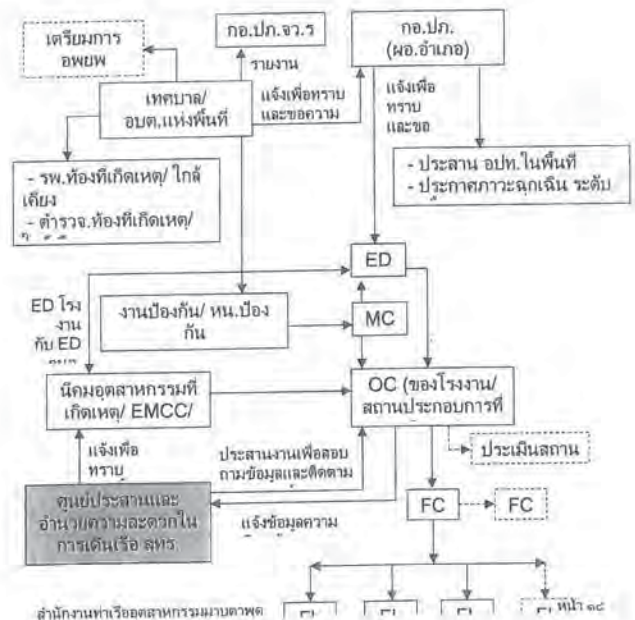 เตรียมการ
อพยพ
กอ.ปภ.จว.ร
กอ.ปภ.
(ผอ.อำเภอ)
รายงาน
เทศบาล/
อบต.แห่งพื้นที่
แจ้งเพื่อทราบ
และขอความ
แจ้งเพื่อ
ทราบ
และขอ
- รพ.ท้องที่เกิดเหตุ/ ใกล้
เคียง
- ตำรวจ.ท้องที่เกิดเหตุ/
- ประสาน อปท.ในพื้นที่
- ประกาศภาวะฉุกเฉิน ระดับ
ED
ED โรง
งาน
กับ ED
งานป้องกัน/ หน.ป้อง
กัน
MC
นิคมอุตสาหกรรมที่
เกิดเหตุ/ EMCC/
OC (ของโรงงาน/
สถานประกอบการที่
แจ้งเพื่อ
ทราบ
ประสานงานเพื่อสอบ
ถามข้อมูลและติดตาม
ประเมินสถาน
ศูนย์ประสานและ
อำนวยความสะดวกใน
การเดินเรือ สทร
แจ้งข้อมูลความ
FC
FC
สำนักงานท่าเรืออุตสาหกรรมมาบตาพุด
หน้า ๑๘